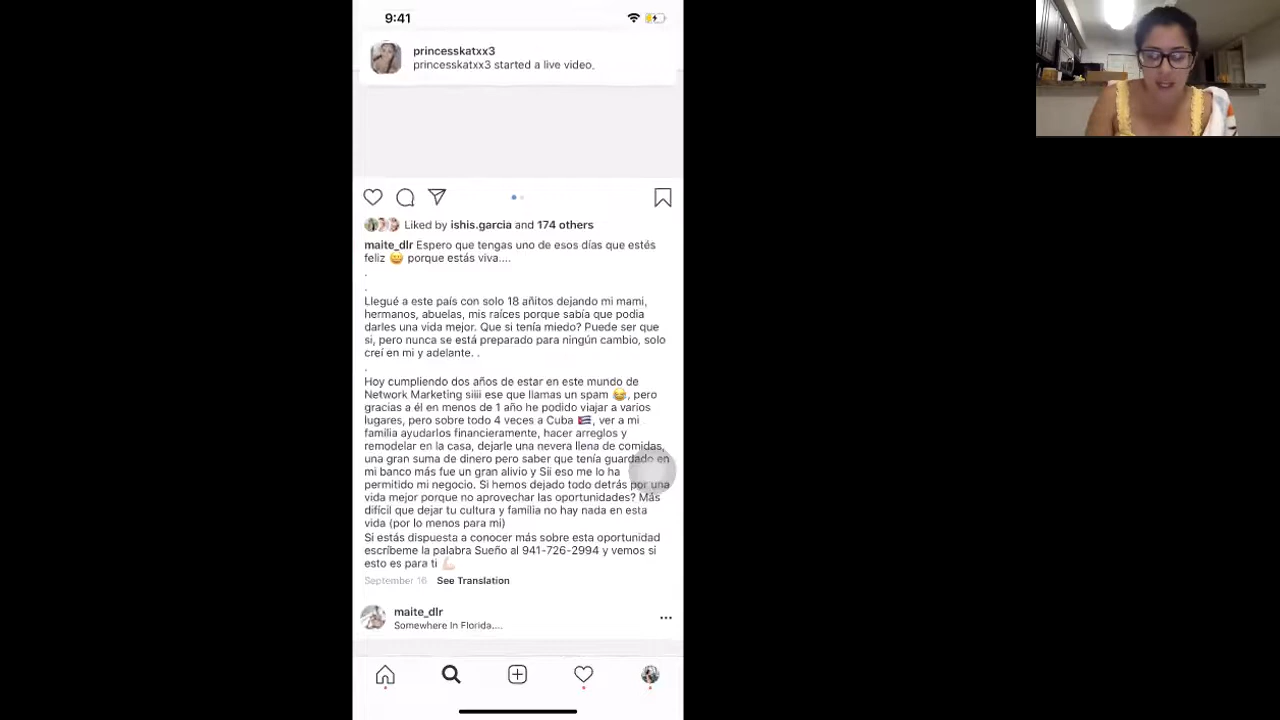 9:41
princesskatxx3
princesskatxx3 started a live video.
Liked by ishis.garcia and 174 others
maite_dlr Espero que tengas uno de esos días que estés
feliz 😀 porque estás viva....
.
.
Llegué a este país con solo 18 añitos dejando mi mami,
hermanos, abuelas, mis raíces porque sabía que podia
darles una vida mejor. Que si tenía miedo? Puede ser que
si, pero nunca se está preparado para ningún cambio, solo
creí en mi y adelante. .
.
Hoy cumpliendo dos años de estar en este mundo de
Network Marketing siiii ese que llamas un spam 😂, pero
gracias a él en menos de 1 año he podido viajar a varios
lugares, pero sobre todo 4 veces a Cuba 🇨🇺, ver a mi
familia ayudarlos financieramente, hacer arreglos y
remodelar en la casa, dejarle una nevera llena de comidas,
una gran suma de dinero pero saber que tenía guardado en
mi banco más fue un gran alivio y Sii eso me lo ha
permitido mi negocio. Si hemos dejado todo detrás por una
vida mejor porque no aprovechar las oportunidades? Más
difícil que dejar tu cultura y familia no hay nada en esta
vida (por lo menos para mi)
Si estás dispuesta a conocer más sobre esta oportunidad
escríbeme la palabra Sueño al 941-726-2994 y vemos si
esto es para ti 💪🏻
September 16 See Translation
maite_dlr
Somewhere In Florida....